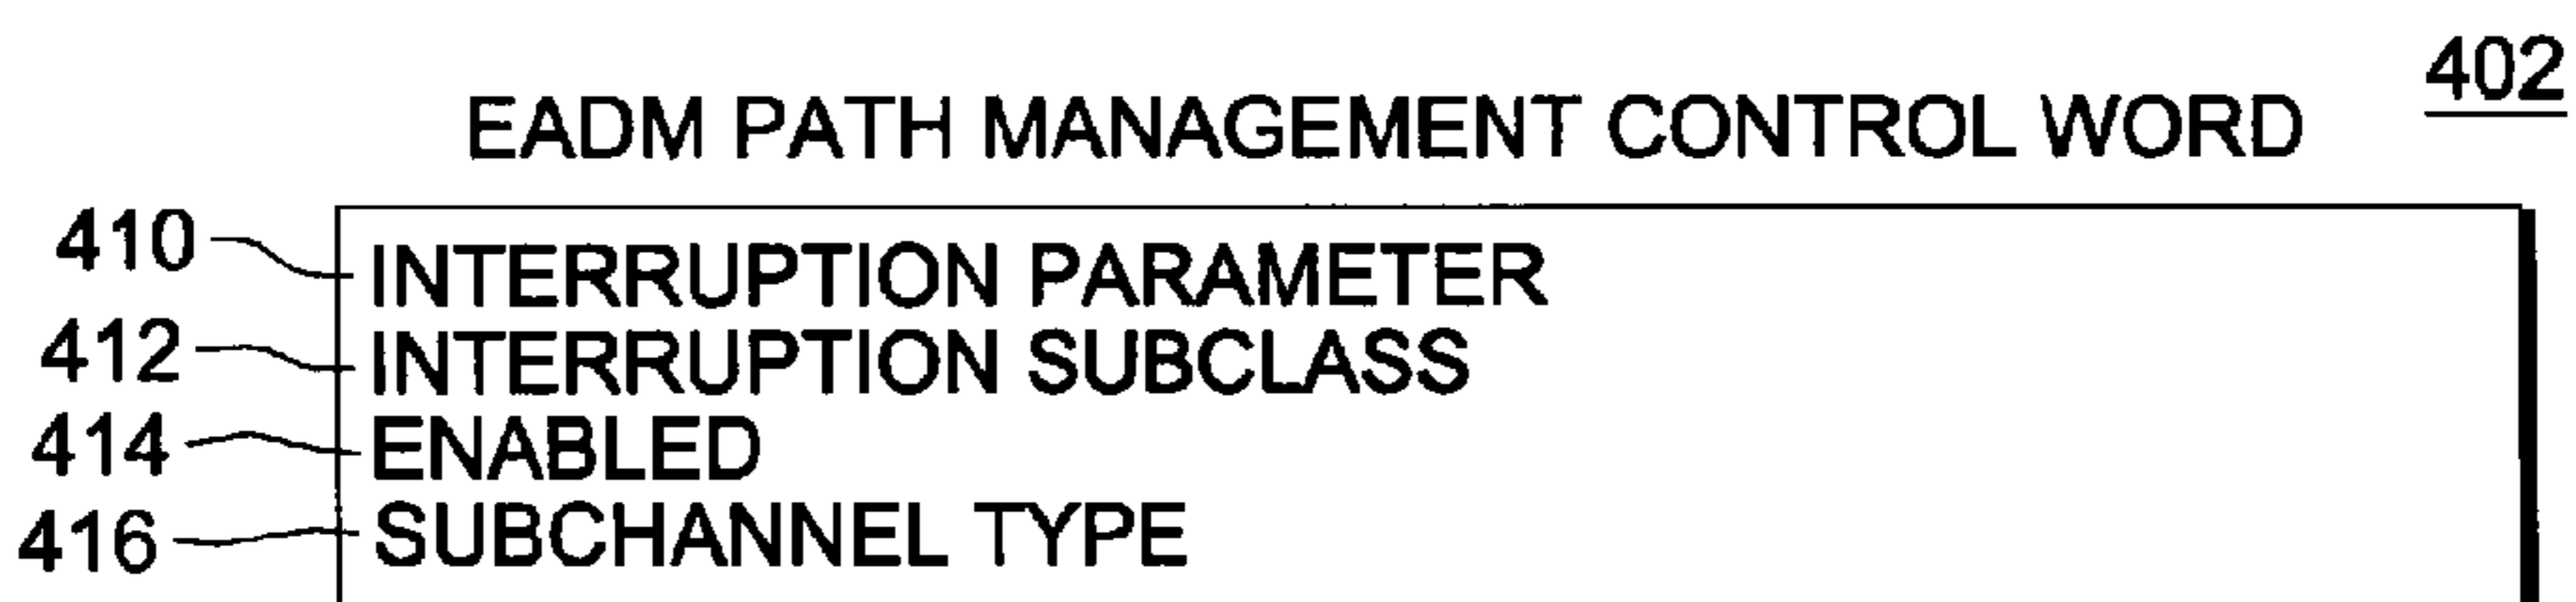 402
EADM PATH MANAGEMENT CONTROL WORD
410 INTERRUPTION PARAMETER
412 INTERRUPTION SUBCLASS
414 ENABLED
416 SUBCHANNEL TYPE